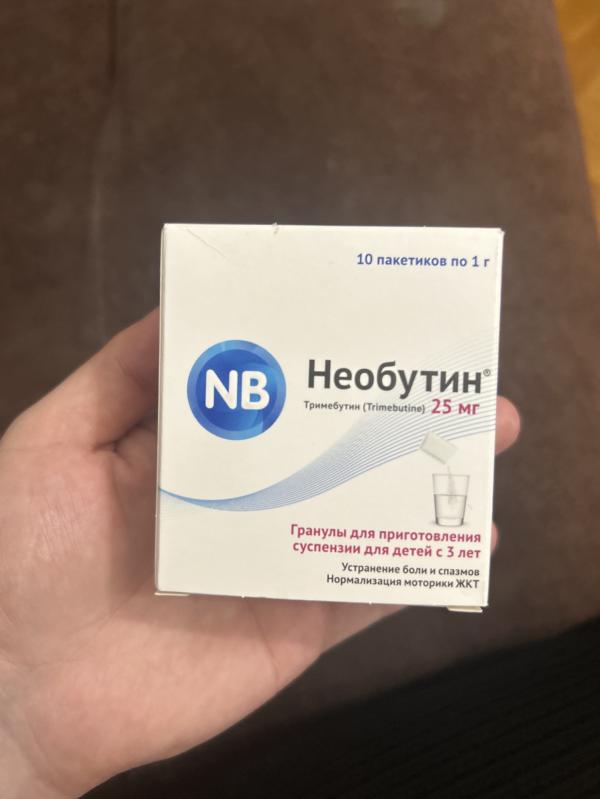 10 пакетиков по 1 г
NB
Необутин®
Тримебутин (Trimebutine) 25 мг
Гранулы для приготовления
суспензии для детей с 3 лет
Устранение боли и спазмов
Нормализация моторики ЖКТ